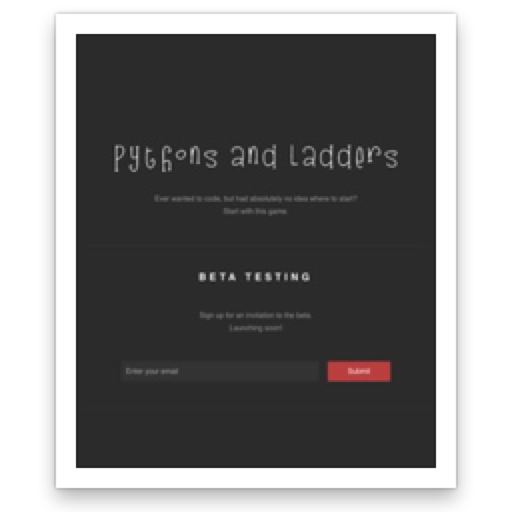 Pythons and Ladders
Ever wanted to code, but had absolutely no idea where to start?
Start with this game.
BETA TESTING
Sign up for an invitation to the beta.
Launching soon!
Enter your email
Submit